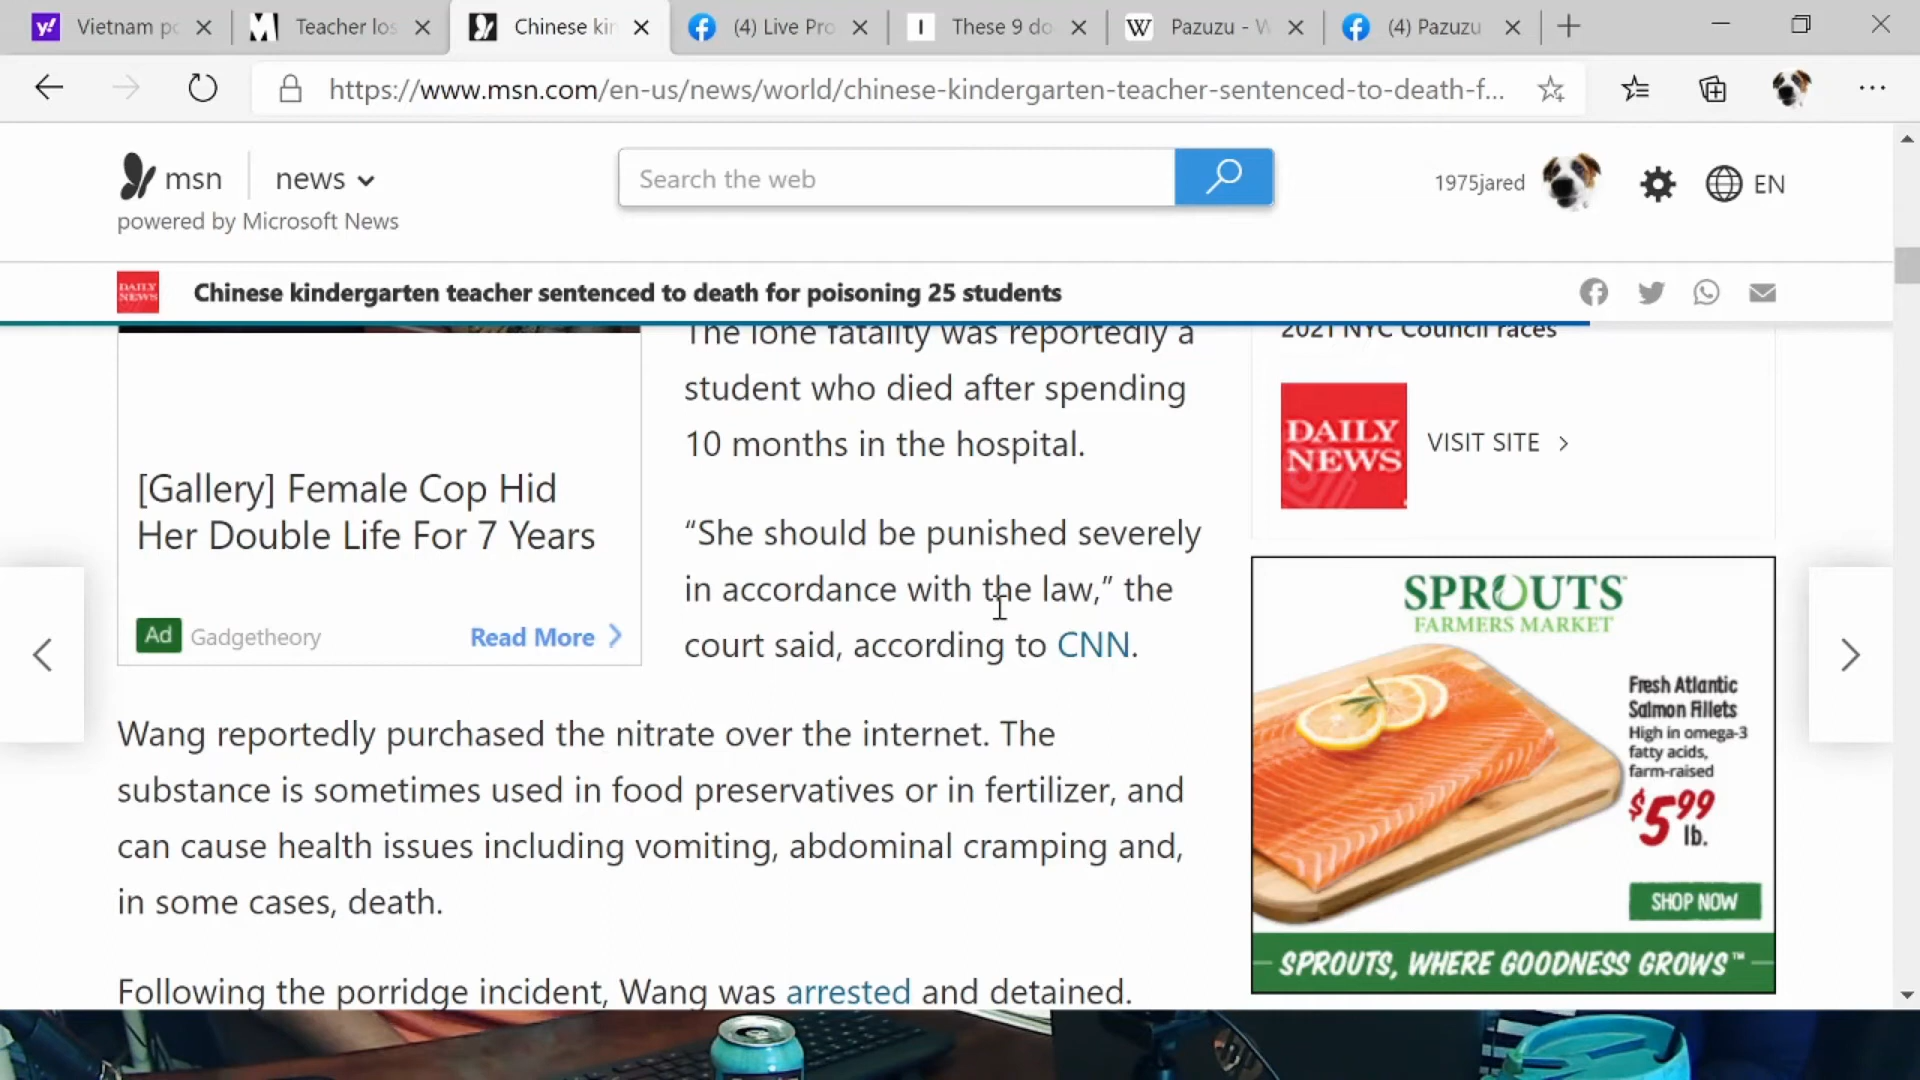 Vietnam po
Teacher los
Chinese kin
(4) Live Pro
These 9 do
Pazuzu - W
(4) Pazuzu
https://www.msn.com/en-us/news/world/chinese-kindergarten-teacher-sentenced-to-death-f...
msn
news
powered by Microsoft News
Search the web
1975jared
EN
DAILY
NEWS
Chinese kindergarten teacher sentenced to death for poisoning 25 students
The lone fatality was reportedly a
student who died after spending
10 months in the hospital.
“She should be punished severely
in accordance with the law,” the
court said, according to CNN.
[Gallery] Female Cop Hid
Her Double Life For 7 Years
Ad Gadgetheory
Read More
Wang reportedly purchased the nitrate over the internet. The
substance is sometimes used in food preservatives or in fertilizer, and
can cause health issues including vomiting, abdominal cramping and,
in some cases, death.
Following the porridge incident, Wang was arrested and detained.
2021 NYC Council races
DAILY
NEWS
VISIT SITE
SPROUTS
FARMERS MARKET
Fresh Atlantic
Salmon Fillets
High in omega-3
fatty acids,
farm-raised
$5.99
lb.
SHOP NOW
SPROUTS, WHERE GOODNESS GROWS™